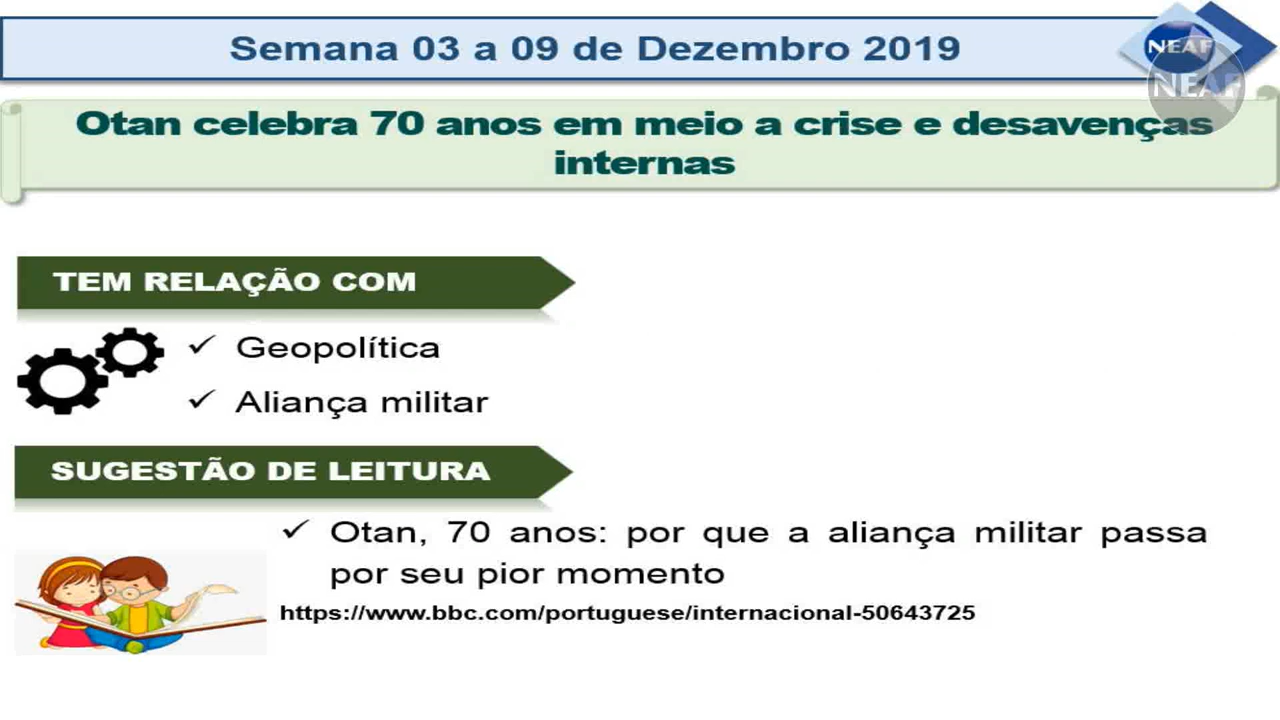 Semana 03 a 09 de Dezembro 2019
NEAF
NEAF
Otan celebra 70 anos em meio a crise e desavenças
internas
TEM RELAÇÃO COM
✓ Geopolítica
✓ Aliança militar
SUGESTÃO DE LEITURA
✓ Otan, 70 anos: por que a aliança militar passa
por seu pior momento
https://www.bbc.com/portuguese/internacional-50643725